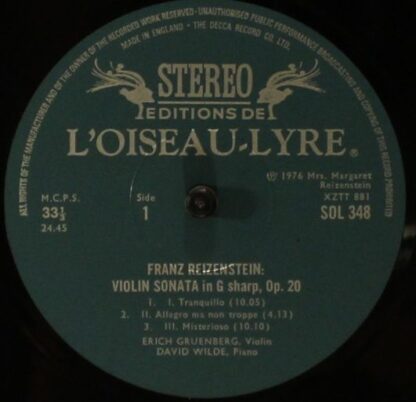 ALL RIGHTS OF THE MANUFACTURER AND OF THE OWNER OF THE RECORDED WORK RESERVED · UNAUTHORISED PUBLIC PERFORMANCE BROADCASTING AND COPYING OF THIS RECORD PROHIBITED
MADE IN ENGLAND · THE DECCA RECORD CO. LTD.
STEREO
EDITIONS DE
L'OISEAU-LYRE®
℗ 1976 Mrs. Margaret
Reizenstein
M.C.P.S. Side XZTT 881
33⅓ 1 SOL 348
24.45
FRANZ REIZENSTEIN:
VIOLIN SONATA in G sharp, Op. 20
1. I. Tranquillo (10.05)
2. II. Allegro ma non troppe (4.13)
3. III. Misterioso (10.10)
ERICH GRUENBERG, Violin
DAVID WILDE, Piano